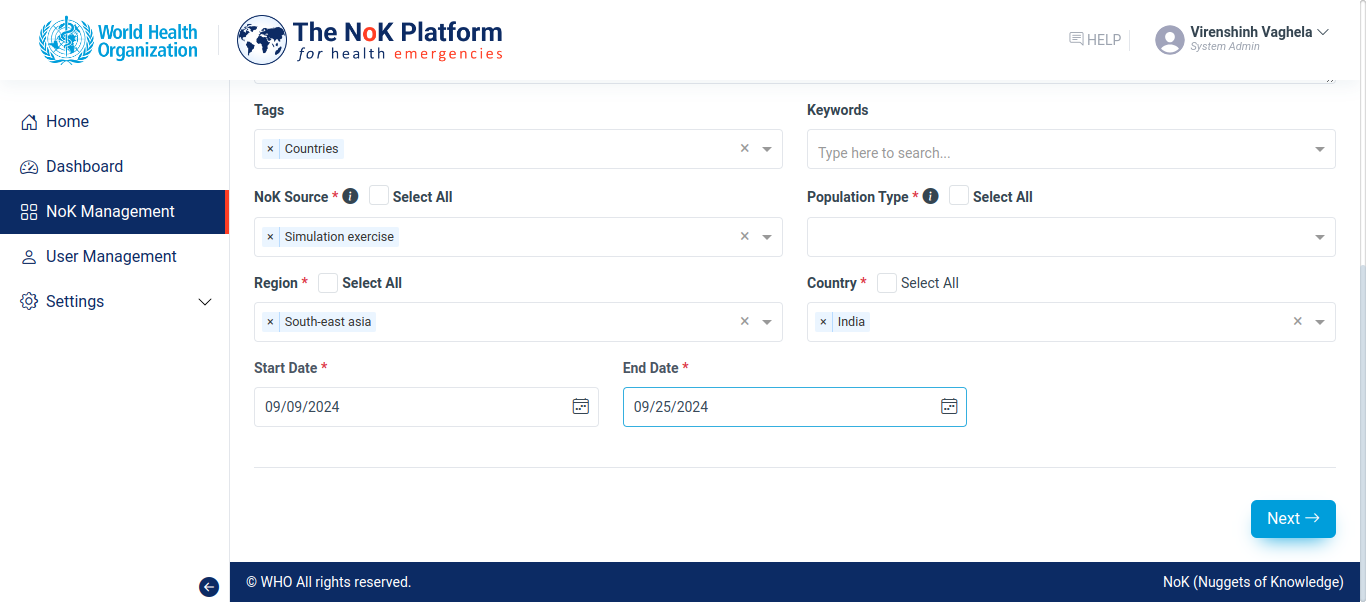 World Health
Organization
The NoK Platform
for health emergencies
HELP
Virenshinh Vaghela
System Admin
Home
Dashboard
NoK Management
User Management
Settings
Tags
Keywords
× Countries ×
Type here to search...
NoK Source * i Select All
Population Type * i Select All
× Simulation exercise ×
Region * Select All
Country * Select All
× South-east asia ×
× India ×
Start Date *
End Date *
09/09/2024
09/25/2024
Next →
© WHO All rights reserved.
NoK (Nuggets of Knowledge)